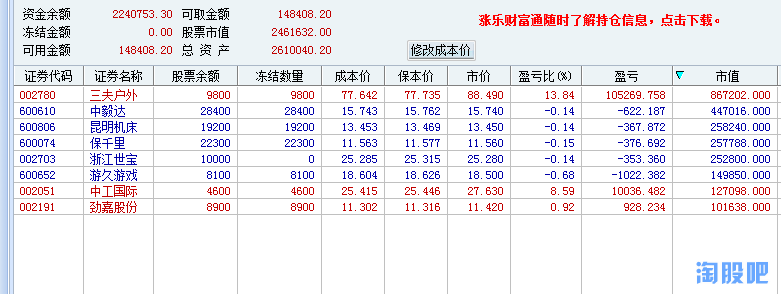 资金余额 2240753.30 可取金额 148408.20
冻结金额 0.00 股票市值 2461632.00
可用金额 148408.20 总 资 产 2610040.20
涨乐财富通随时了解持仓信息，点击下载。
修改成本价
证券代码 证券名称 股票余额 冻结数量 成本价 保本价 市价 盈亏比(%) 盈亏 市值
002780 三夫户外 9800 9800 77.642 77.735 88.490 13.84 105269.758 867202.000
600610 中毅达 28400 28400 15.743 15.762 15.740 -0.14 -622.187 447016.000
600806 昆明机床 19200 19200 13.453 13.469 13.450 -0.14 -367.872 258240.000
600074 保千里 22300 22300 11.563 11.577 11.560 -0.15 -376.692 257788.000
002703 浙江世宝 10000 0 25.285 25.315 25.280 -0.14 -353.360 252800.000
600652 游久游戏 8100 8100 18.604 18.626 18.500 -0.68 -1022.382 149850.000
002051 中工国际 4600 4600 25.415 25.446 27.630 8.59 10036.482 127098.000
002191 劲嘉股份 8900 8900 11.302 11.316 11.420 0.92 928.234 101638.000
淘股吧